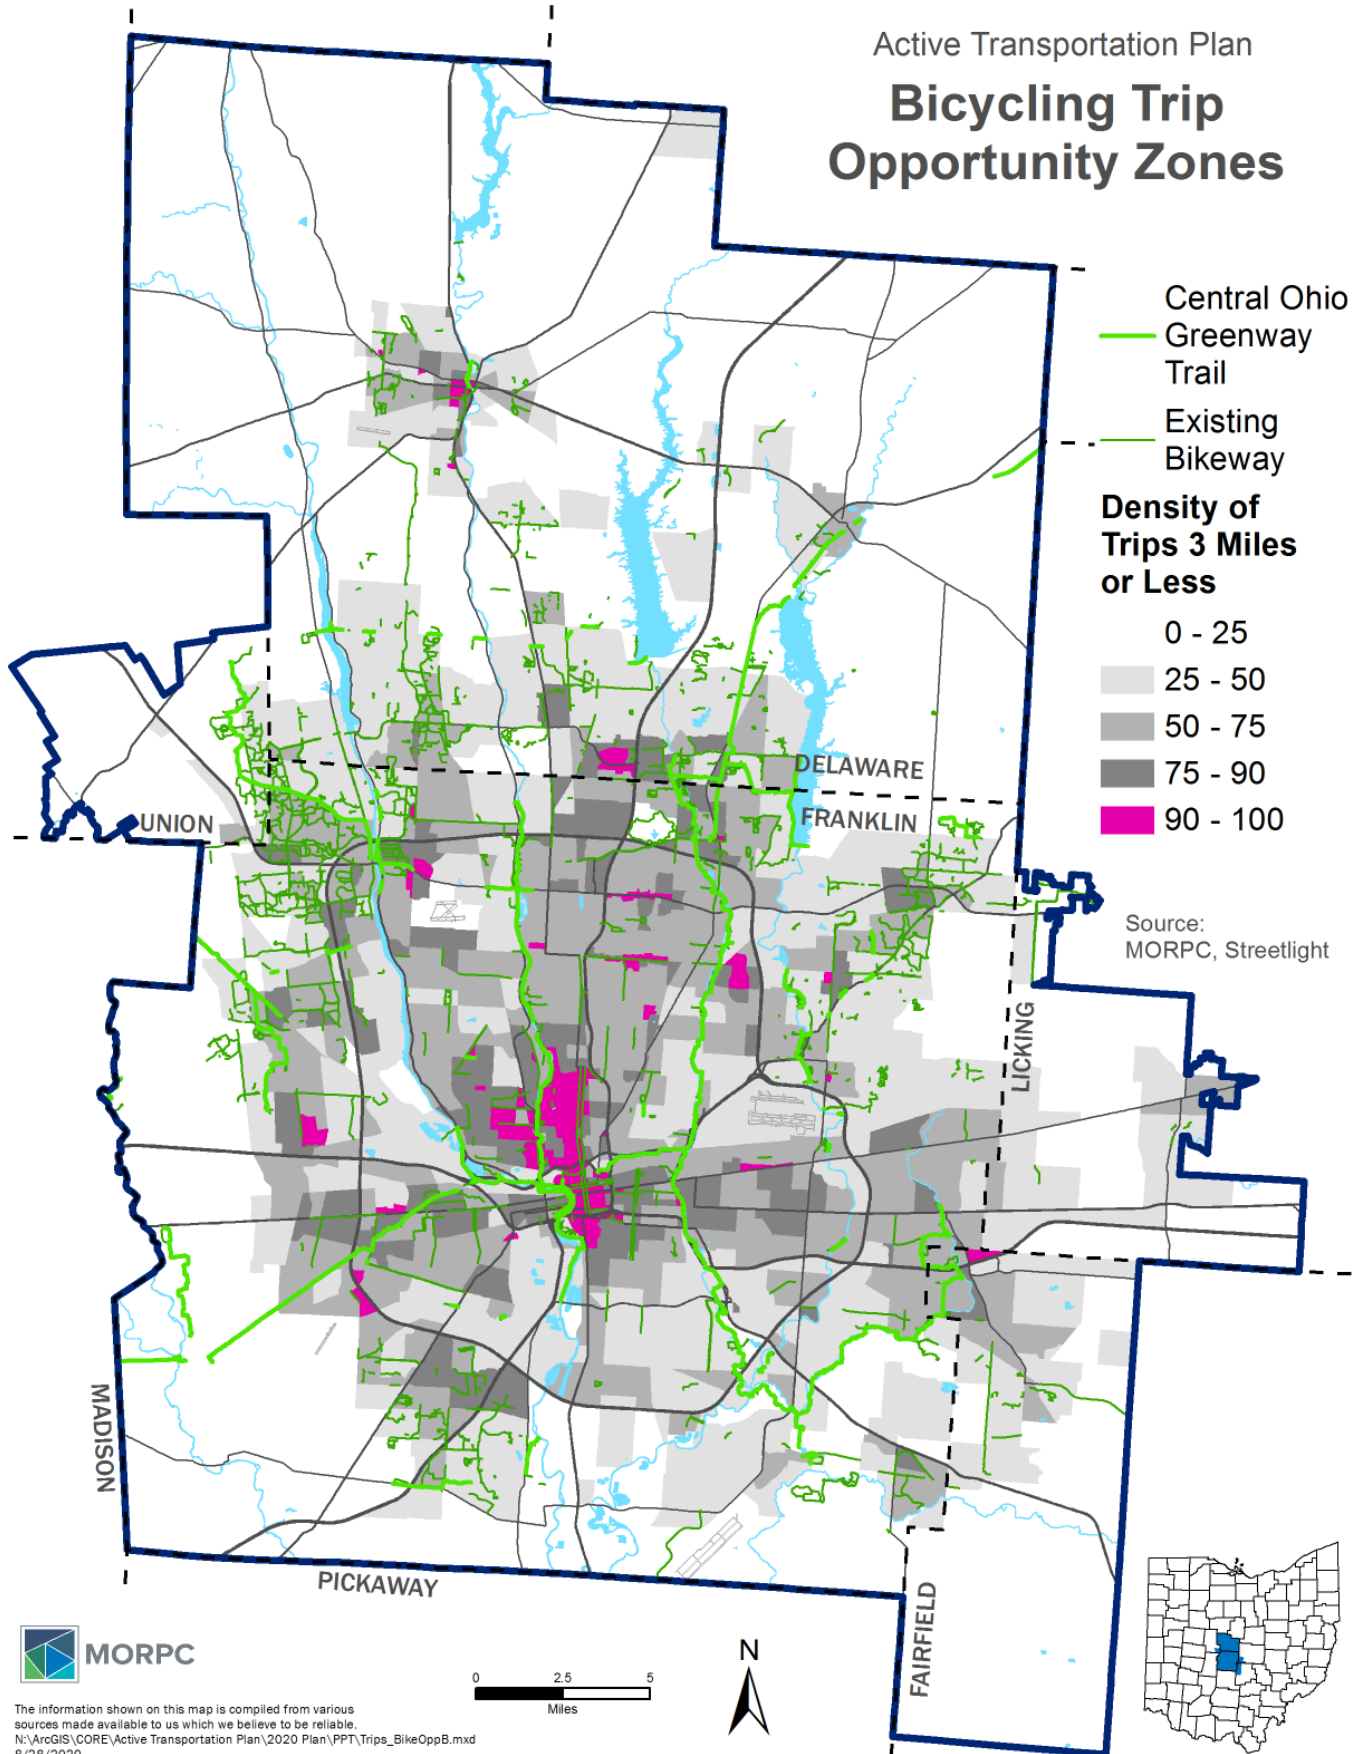 Active Transportation Plan
Bicycling Trip
Opportunity Zones
Central Ohio
Greenway
Trail
Existing
Bikeway
Density of
Trips 3 Miles
or Less
0 - 25
25 - 50
50 - 75
75 - 90
90 - 100
Source:
MORPC, Streetlight
DELAWARE
FRANKLIN
UNION
LICKING
MADISON
PICKAWAY
FAIRFIELD
MORPC
0 2.5 5
Miles
N
The information shown on this map is compiled from various
sources made available to us which we believe to be reliable.
N:\ArcGIS\CORE\Active Transportation Plan\2020 Plan\PPT\Trips_BikeOppB.mxd
8/28/2020